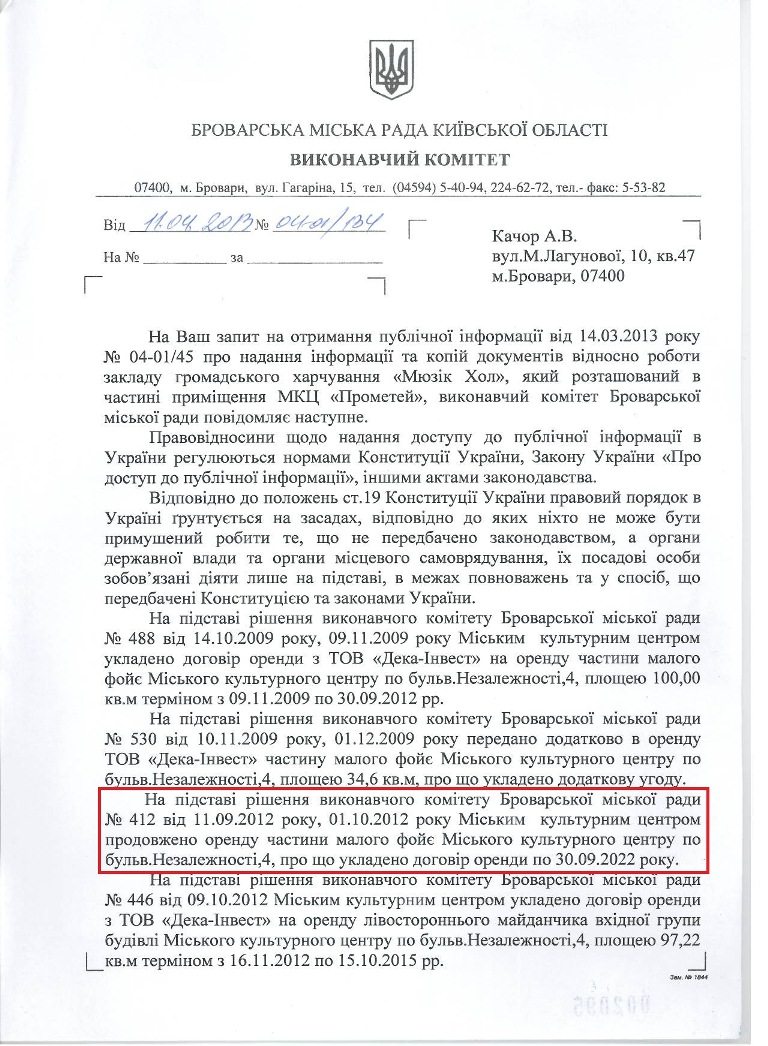 БРОВАРСЬКА МІСЬКА РАДА КИЇВСЬКОЇ ОБЛАСТІ
ВИКОНАВЧИЙ КОМІТЕТ
07400, м. Бровари, вул. Гагаріна, 15, тел. (04594) 5-40-94, 224-62-72, тел.- факс: 5-53-82
Від 11.04.2013 № 04-01/134
На № за
Качор А.В.
вул.М.Лагунової, 10, кв.47
м.Бровари, 07400
На Ваш запит на отримання публічної інформації від 14.03.2013 року
№ 04-01/45 про надання інформації та копій документів відносно роботи
закладу громадського харчування «Мюзік Хол», який розташований в
частині приміщення МКЦ «Прометей», виконавчий комітет Броварської
міської ради повідомляє наступне.
Правовідносини щодо надання доступу до публічної інформації в
України регулюються нормами Конституції України, Закону України «Про
доступ до публічної інформації», іншими актами законодавства.
Відповідно до положень ст.19 Конституції України правовий порядок в
Україні ґрунтується на засадах, відповідно до яких ніхто не може бути
примушений робити те, що не передбачено законодавством, а органи
державної влади та органи місцевого самоврядування, їх посадові особи
зобов’язані діяти лише на підставі, в межах повноважень та у спосіб, що
передбачені Конституцією та законами України.
На підставі рішення виконавчого комітету Броварської міської ради
№ 488 від 14.10.2009 року, 09.11.2009 року Міським культурним центром
укладено договір оренди з ТОВ «Дека-Інвест» на оренду частини малого
фойє Міського культурного центру по бульв.Незалежності,4, площею 100,00
кв.м терміном з 09.11.2009 по 30.09.2012 рр.
На підставі рішення виконавчого комітету Броварської міської ради
№ 530 від 10.11.2009 року, 01.12.2009 року передано додатково в оренду
ТОВ «Дека-Інвест» частину малого фойє Міського культурного центру по
бульв.Незалежності,4, площею 34,6 кв.м, про що укладено додаткову угоду.
На підставі рішення виконавчого комітету Броварської міської ради
№ 412 від 11.09.2012 року, 01.10.2012 року Міським культурним центром
продовжено оренду частини малого фойє Міського культурного центру по
бульв.Незалежності,4, про що укладено договір оренди по 30.09.2022 року.
На підставі рішення виконавчого комітету Броварської міської ради
№ 446 від 09.10.2012 Міським культурним центром укладено договір оренди
з ТОВ «Дека-Інвест» на оренду лівостороннього майданчика вхідної групи
будівлі Міського культурного центру по бульв.Незалежності,4, площею 97,22
кв.м терміном з 16.11.2012 по 15.10.2015 рр.
Зам. № 1844